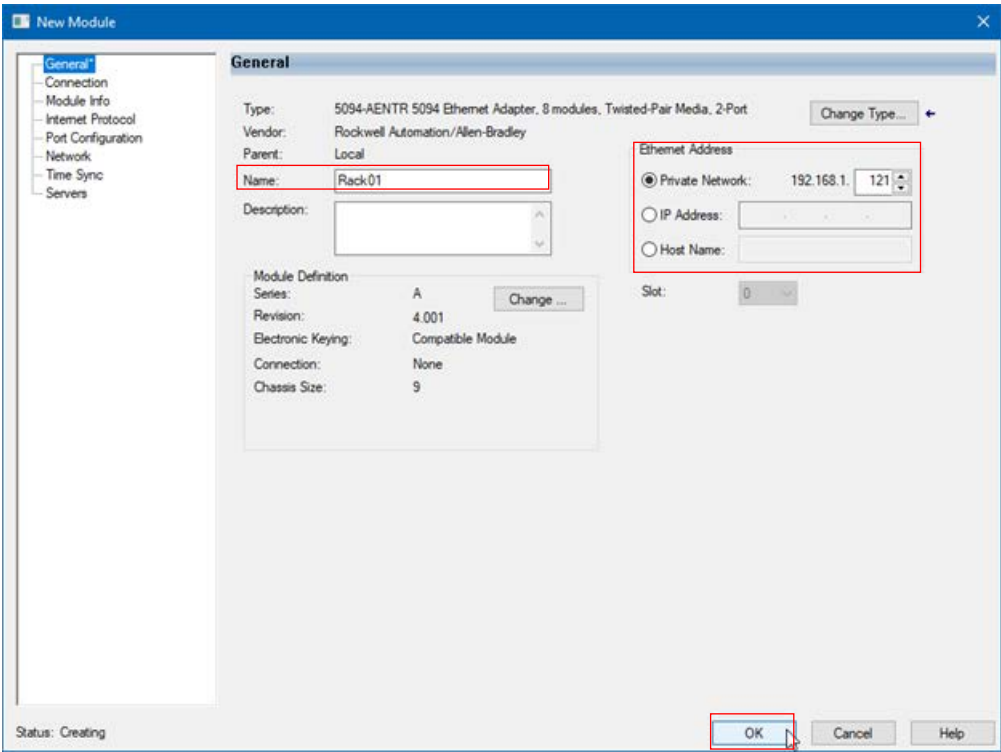 New Module
General*
Connection
Module Info
Internet Protocol
Port Configuration
Network
Time Sync
Servers
General
Type: 5094-AENTR 5094 Ethernet Adapter, 8 modules, Twisted-Pair Media, 2-Port Change Type...
Vendor: Rockwell Automation/Allen-Bradley
Parent: Local
Name: Rack01
Description:
Ethernet Address
Private Network: 192.168.1. 121
IP Address: . . .
Host Name:
Slot: 0
Module Definition
Series: A Change ...
Revision: 4.001
Electronic Keying: Compatible Module
Connection: None
Chassis Size: 9
Status: Creating
OK Cancel Help